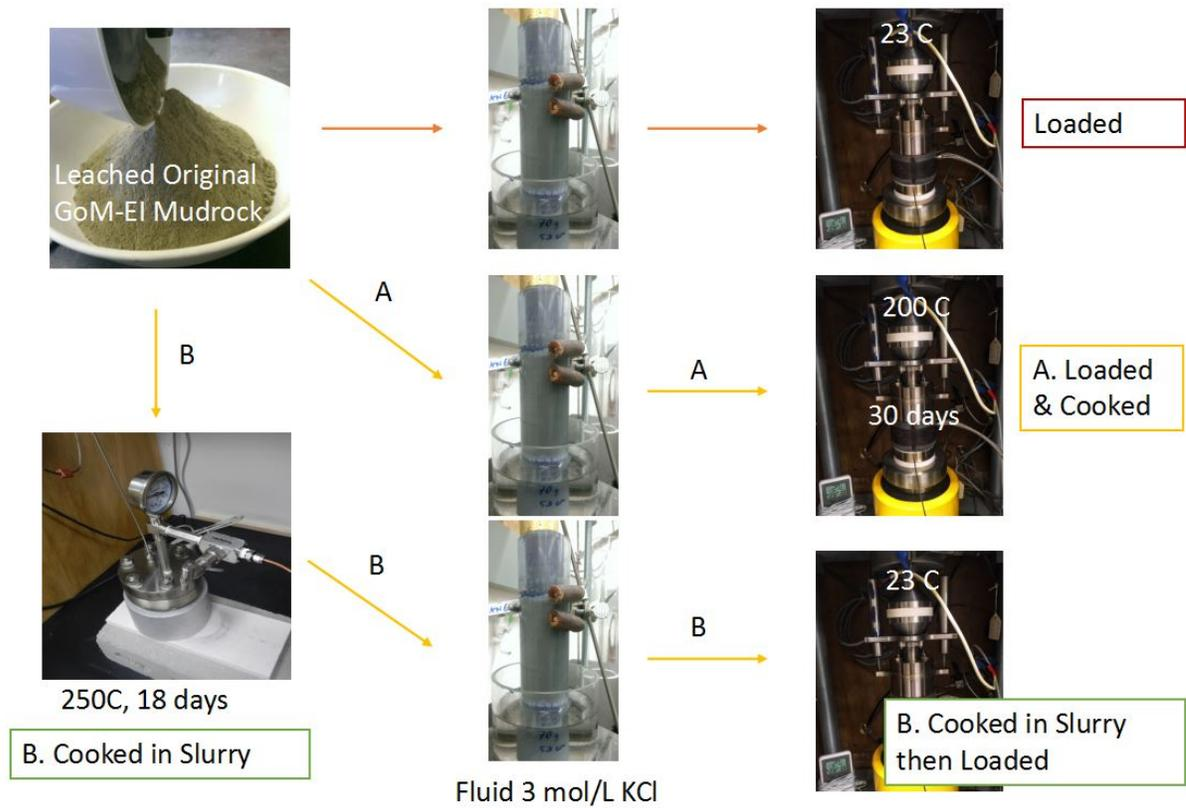 Leached Original
GoM-EI Mudrock
23 C
Loaded
A
200 C
A
30 days
A. Loaded
& Cooked
B
B
23 C
B
250C, 18 days
B. Cooked in Slurry
B. Cooked in Slurry
then Loaded
Fluid 3 mol/L KCl